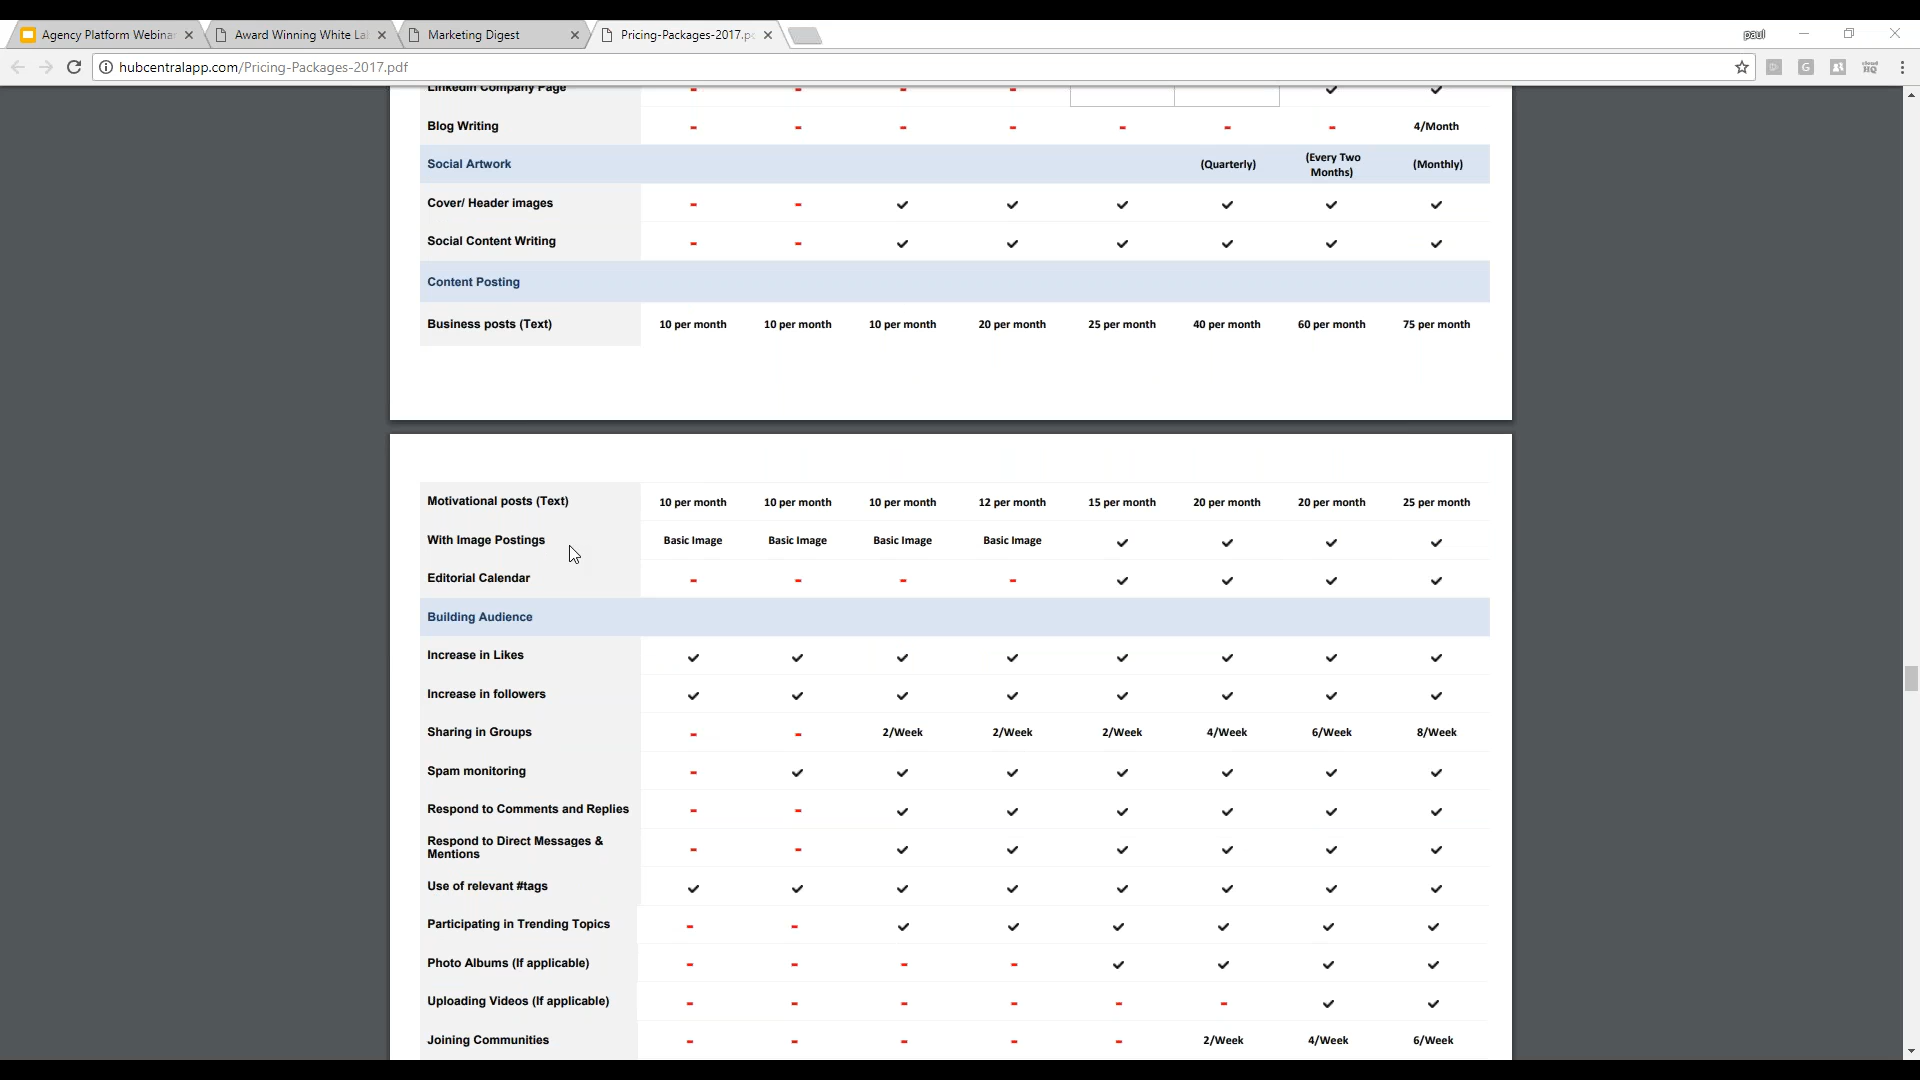 Agency Platform Webinar
Award Winning White La
Marketing Digest
Pricing-Packages-2017.p
paul
hubcentralapp.com/Pricing-Packages-2017.pdf
LinkedIn Company Page - - - - ✓ ✓
Blog Writing - - - - - - - 4/Month
Social Artwork (Quarterly) (Every Two Months) (Monthly)
Cover/ Header images - - ✓ ✓ ✓ ✓ ✓ ✓
Social Content Writing - - ✓ ✓ ✓ ✓ ✓ ✓
Content Posting
Business posts (Text) 10 per month 10 per month 10 per month 20 per month 25 per month 40 per month 60 per month 75 per month
Motivational posts (Text) 10 per month 10 per month 10 per month 12 per month 15 per month 20 per month 20 per month 25 per month
With Image Postings Basic Image Basic Image Basic Image Basic Image ✓ ✓ ✓ ✓
Editorial Calendar - - - - ✓ ✓ ✓ ✓
Building Audience
Increase in Likes ✓ ✓ ✓ ✓ ✓ ✓ ✓ ✓
Increase in followers ✓ ✓ ✓ ✓ ✓ ✓ ✓ ✓
Sharing in Groups - - 2/Week 2/Week 2/Week 4/Week 6/Week 8/Week
Spam monitoring - ✓ ✓ ✓ ✓ ✓ ✓ ✓
Respond to Comments and Replies - - ✓ ✓ ✓ ✓ ✓ ✓
Respond to Direct Messages &
Mentions - - ✓ ✓ ✓ ✓ ✓ ✓
Use of relevant #tags ✓ ✓ ✓ ✓ ✓ ✓ ✓ ✓
Participating in Trending Topics - - ✓ ✓ ✓ ✓ ✓ ✓
Photo Albums (If applicable) - - - - ✓ ✓ ✓ ✓
Uploading Videos (If applicable) - - - - - - ✓ ✓
Joining Communities - - - - - 2/Week 4/Week 6/Week